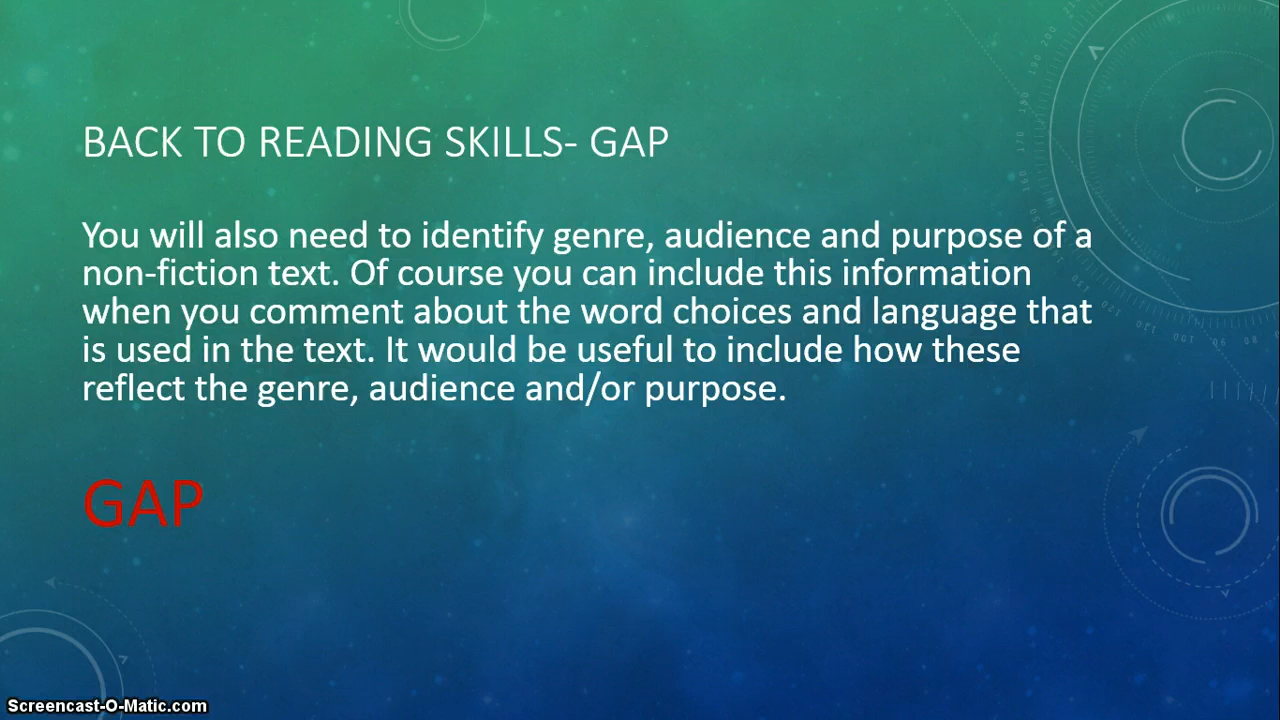 BACK TO READING SKILLS- GAP
You will also need to identify genre, audience and purpose of a
non-fiction text. Of course you can include this information
when you comment about the word choices and language that
is used in the text. It would be useful to include how these
reflect the genre, audience and/or purpose.
GAP
Screencast-O-Matic.com